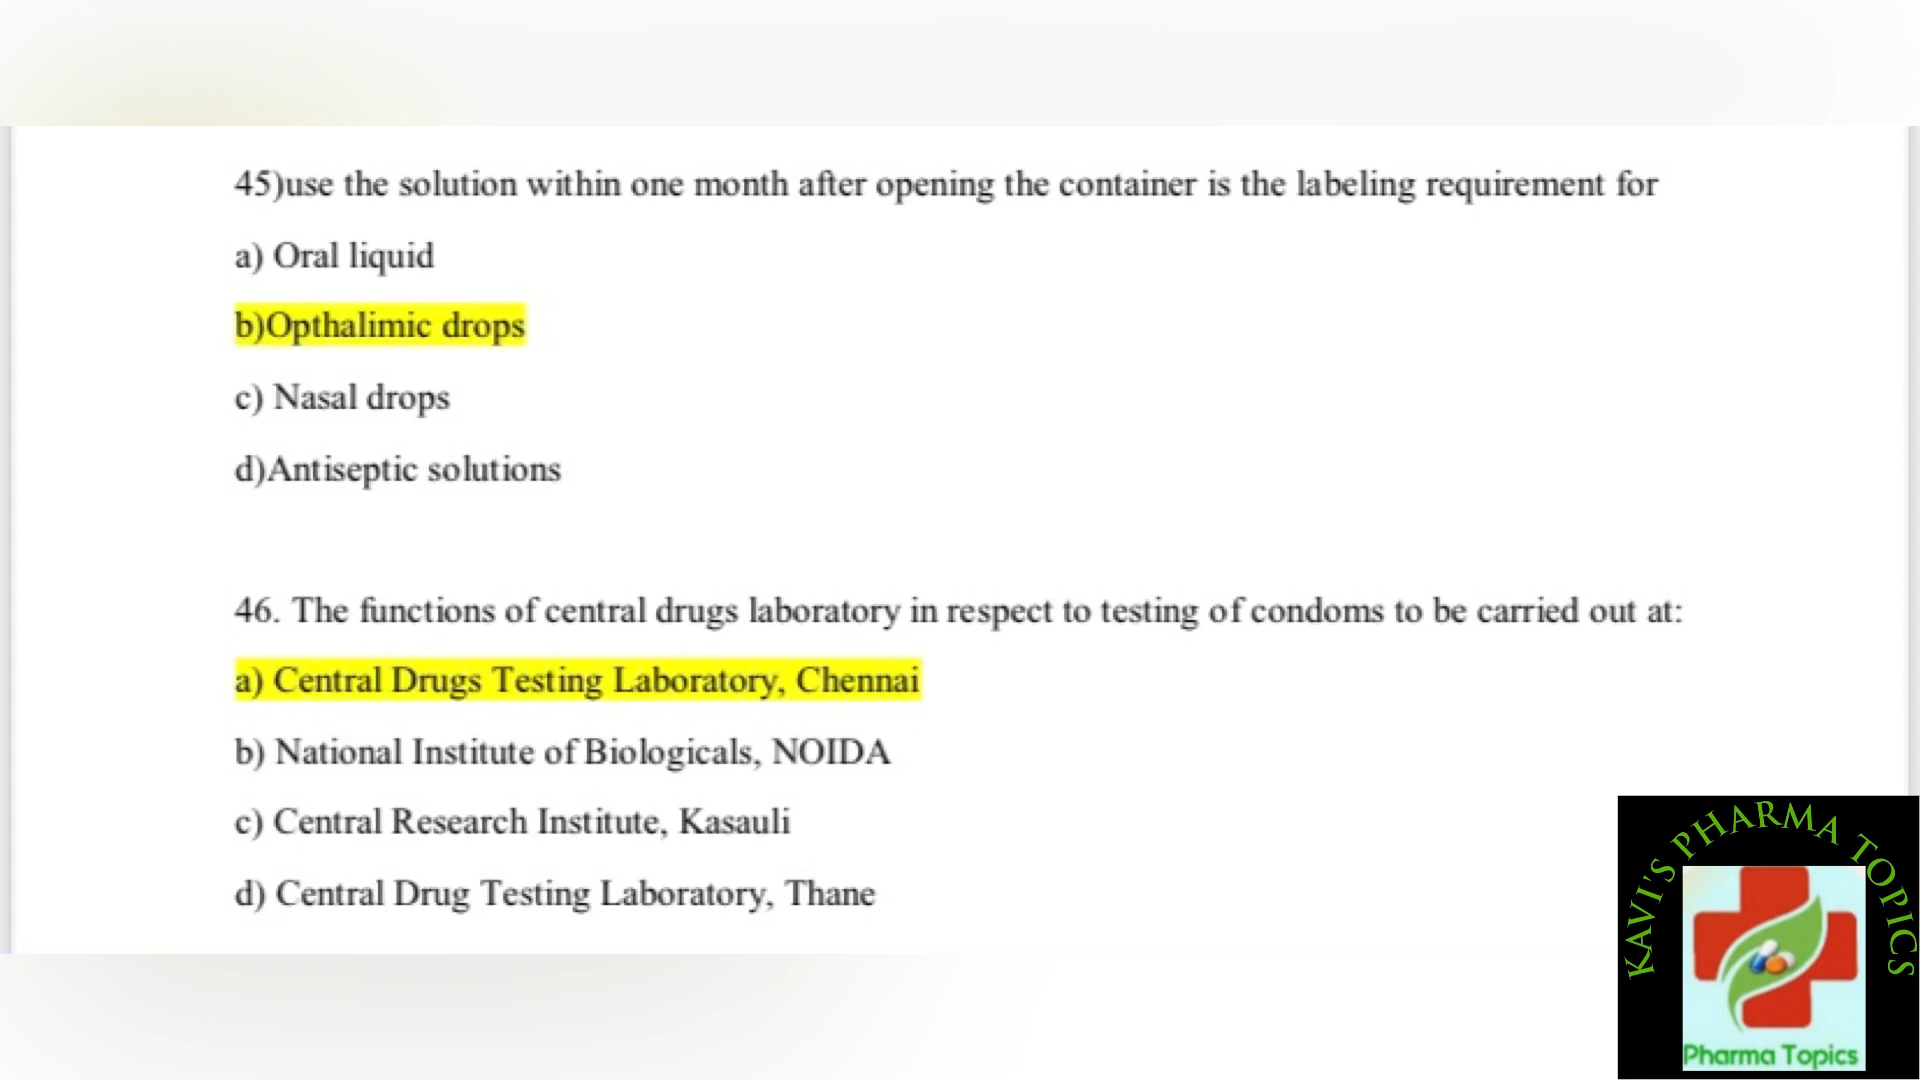 45)use the solution within one month after opening the container is the labeling requirement for
a) Oral liquid
b)Opthalimic drops
c) Nasal drops
d)Antiseptic solutions
46. The functions of central drugs laboratory in respect to testing of condoms to be carried out at:
a) Central Drugs Testing Laboratory, Chennai
b) National Institute of Biologicals, NOIDA
c) Central Research Institute, Kasauli
d) Central Drug Testing Laboratory, Thane
KAVI'S PHARMA TOPICS
Pharma Topics